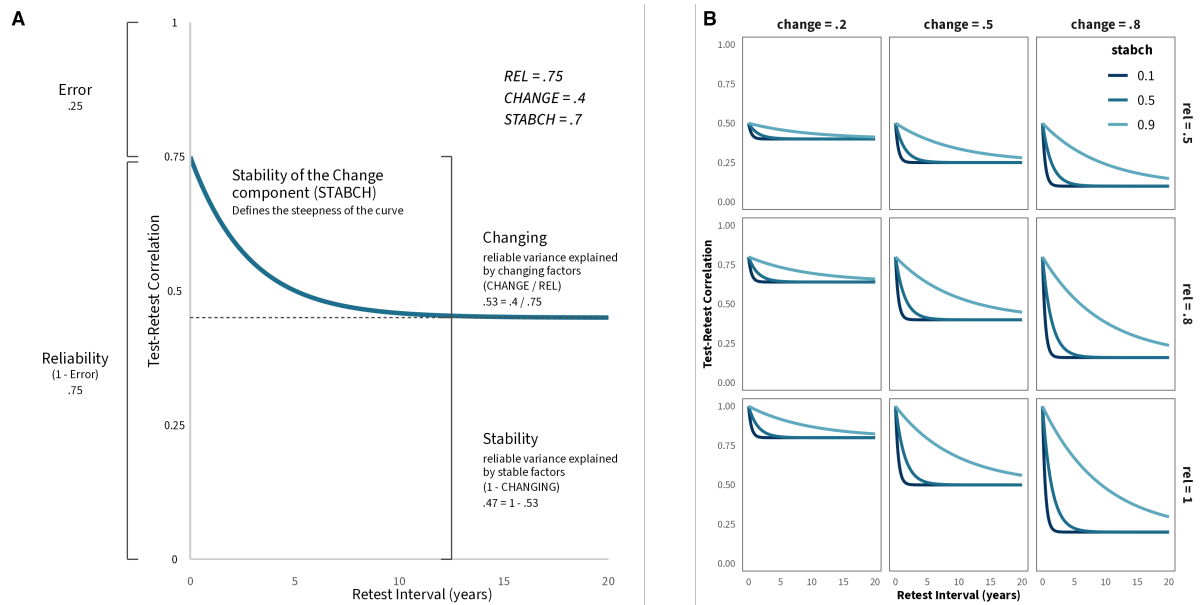 A
Error
.25
Reliability
(1 - Error)
.75
Test-Retest Correlation
1
0.75
0.5
0.25
0
REL = .75
CHANGE = .4
STABCH = .7
Stability of the Change
component (STABCH)
Defines the steepness of the curve
Changing
reliable variance explained
by changing factors
(CHANGE / REL)
.53 = .4 / .75
Stability
reliable variance explained
by stable factors
(1 - CHANGING)
.47 = 1 - .53
0 5 10 15 20
Retest Interval (years)
B
change = .2 change = .5 change = .8
stabch
0.1
0.5
0.9
Test-Retest Correlation
1.00
0.75
0.50
0.25
0.00
rel = .5
1.00
0.75
0.50
0.25
0.00
rel = .8
1.00
0.75
0.50
0.25
0.00
rel = 1
0 5 10 15 20 0 5 10 15 20 0 5 10 15 20
Retest Interval (years)